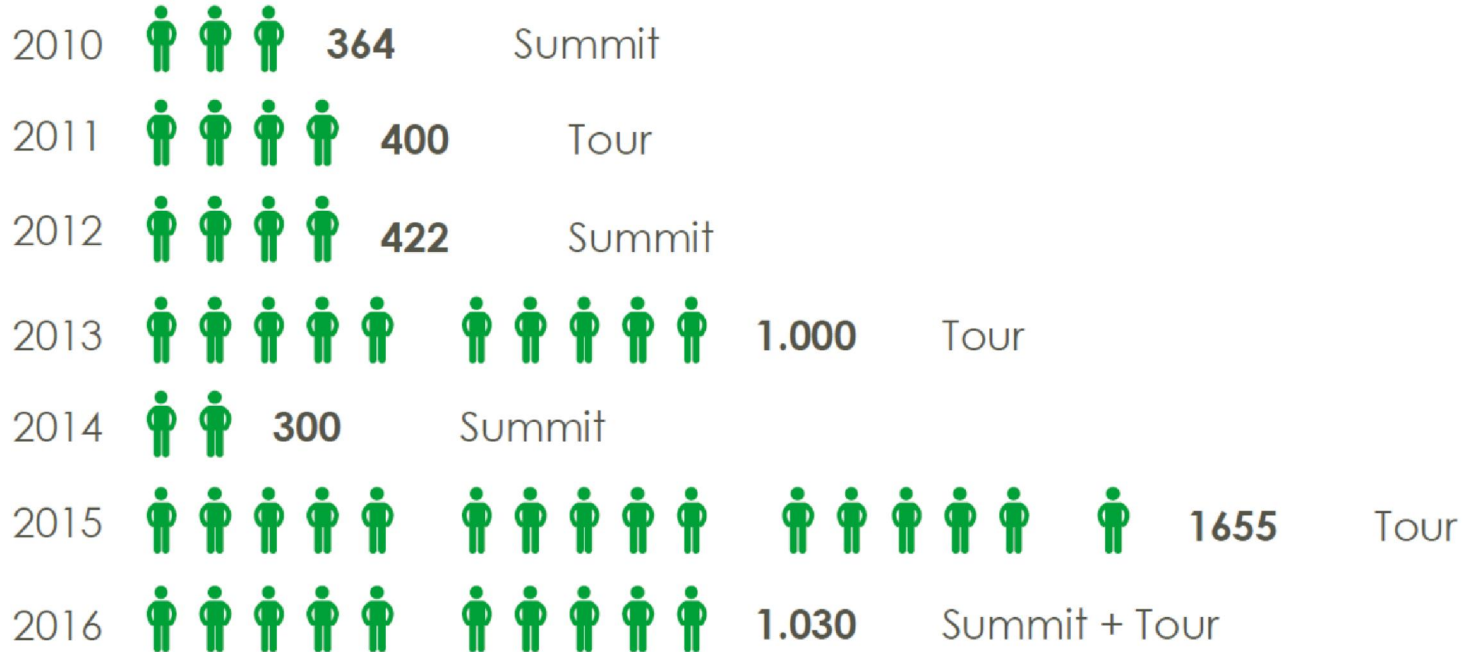 2010 364 Summit
2011 400 Tour
2012 422 Summit
2013 1.000 Tour
2014 300 Summit
2015 1655 Tour
2016 1.030 Summit + Tour